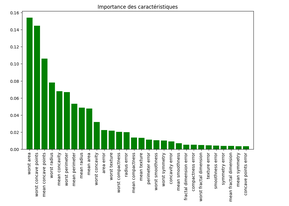 Importance des caractéristiques
0.16
0.14
0.12
0.10
0.08
0.06
0.04
0.02
0.00
worst area
worst concave points
mean concave points
worst radius
mean concavity
worst perimeter
mean perimeter
mean radius
mean area
worst concavity
area error
worst texture
worst compactness
radius error
mean compactness
mean texture
perimeter error
worst smoothness
worst symmetry
concavity error
mean smoothness
fractal dimension error
compactness error
worst fractal dimension
texture error
smoothness error
symmetry error
mean fractal dimension
mean symmetry
concave points error